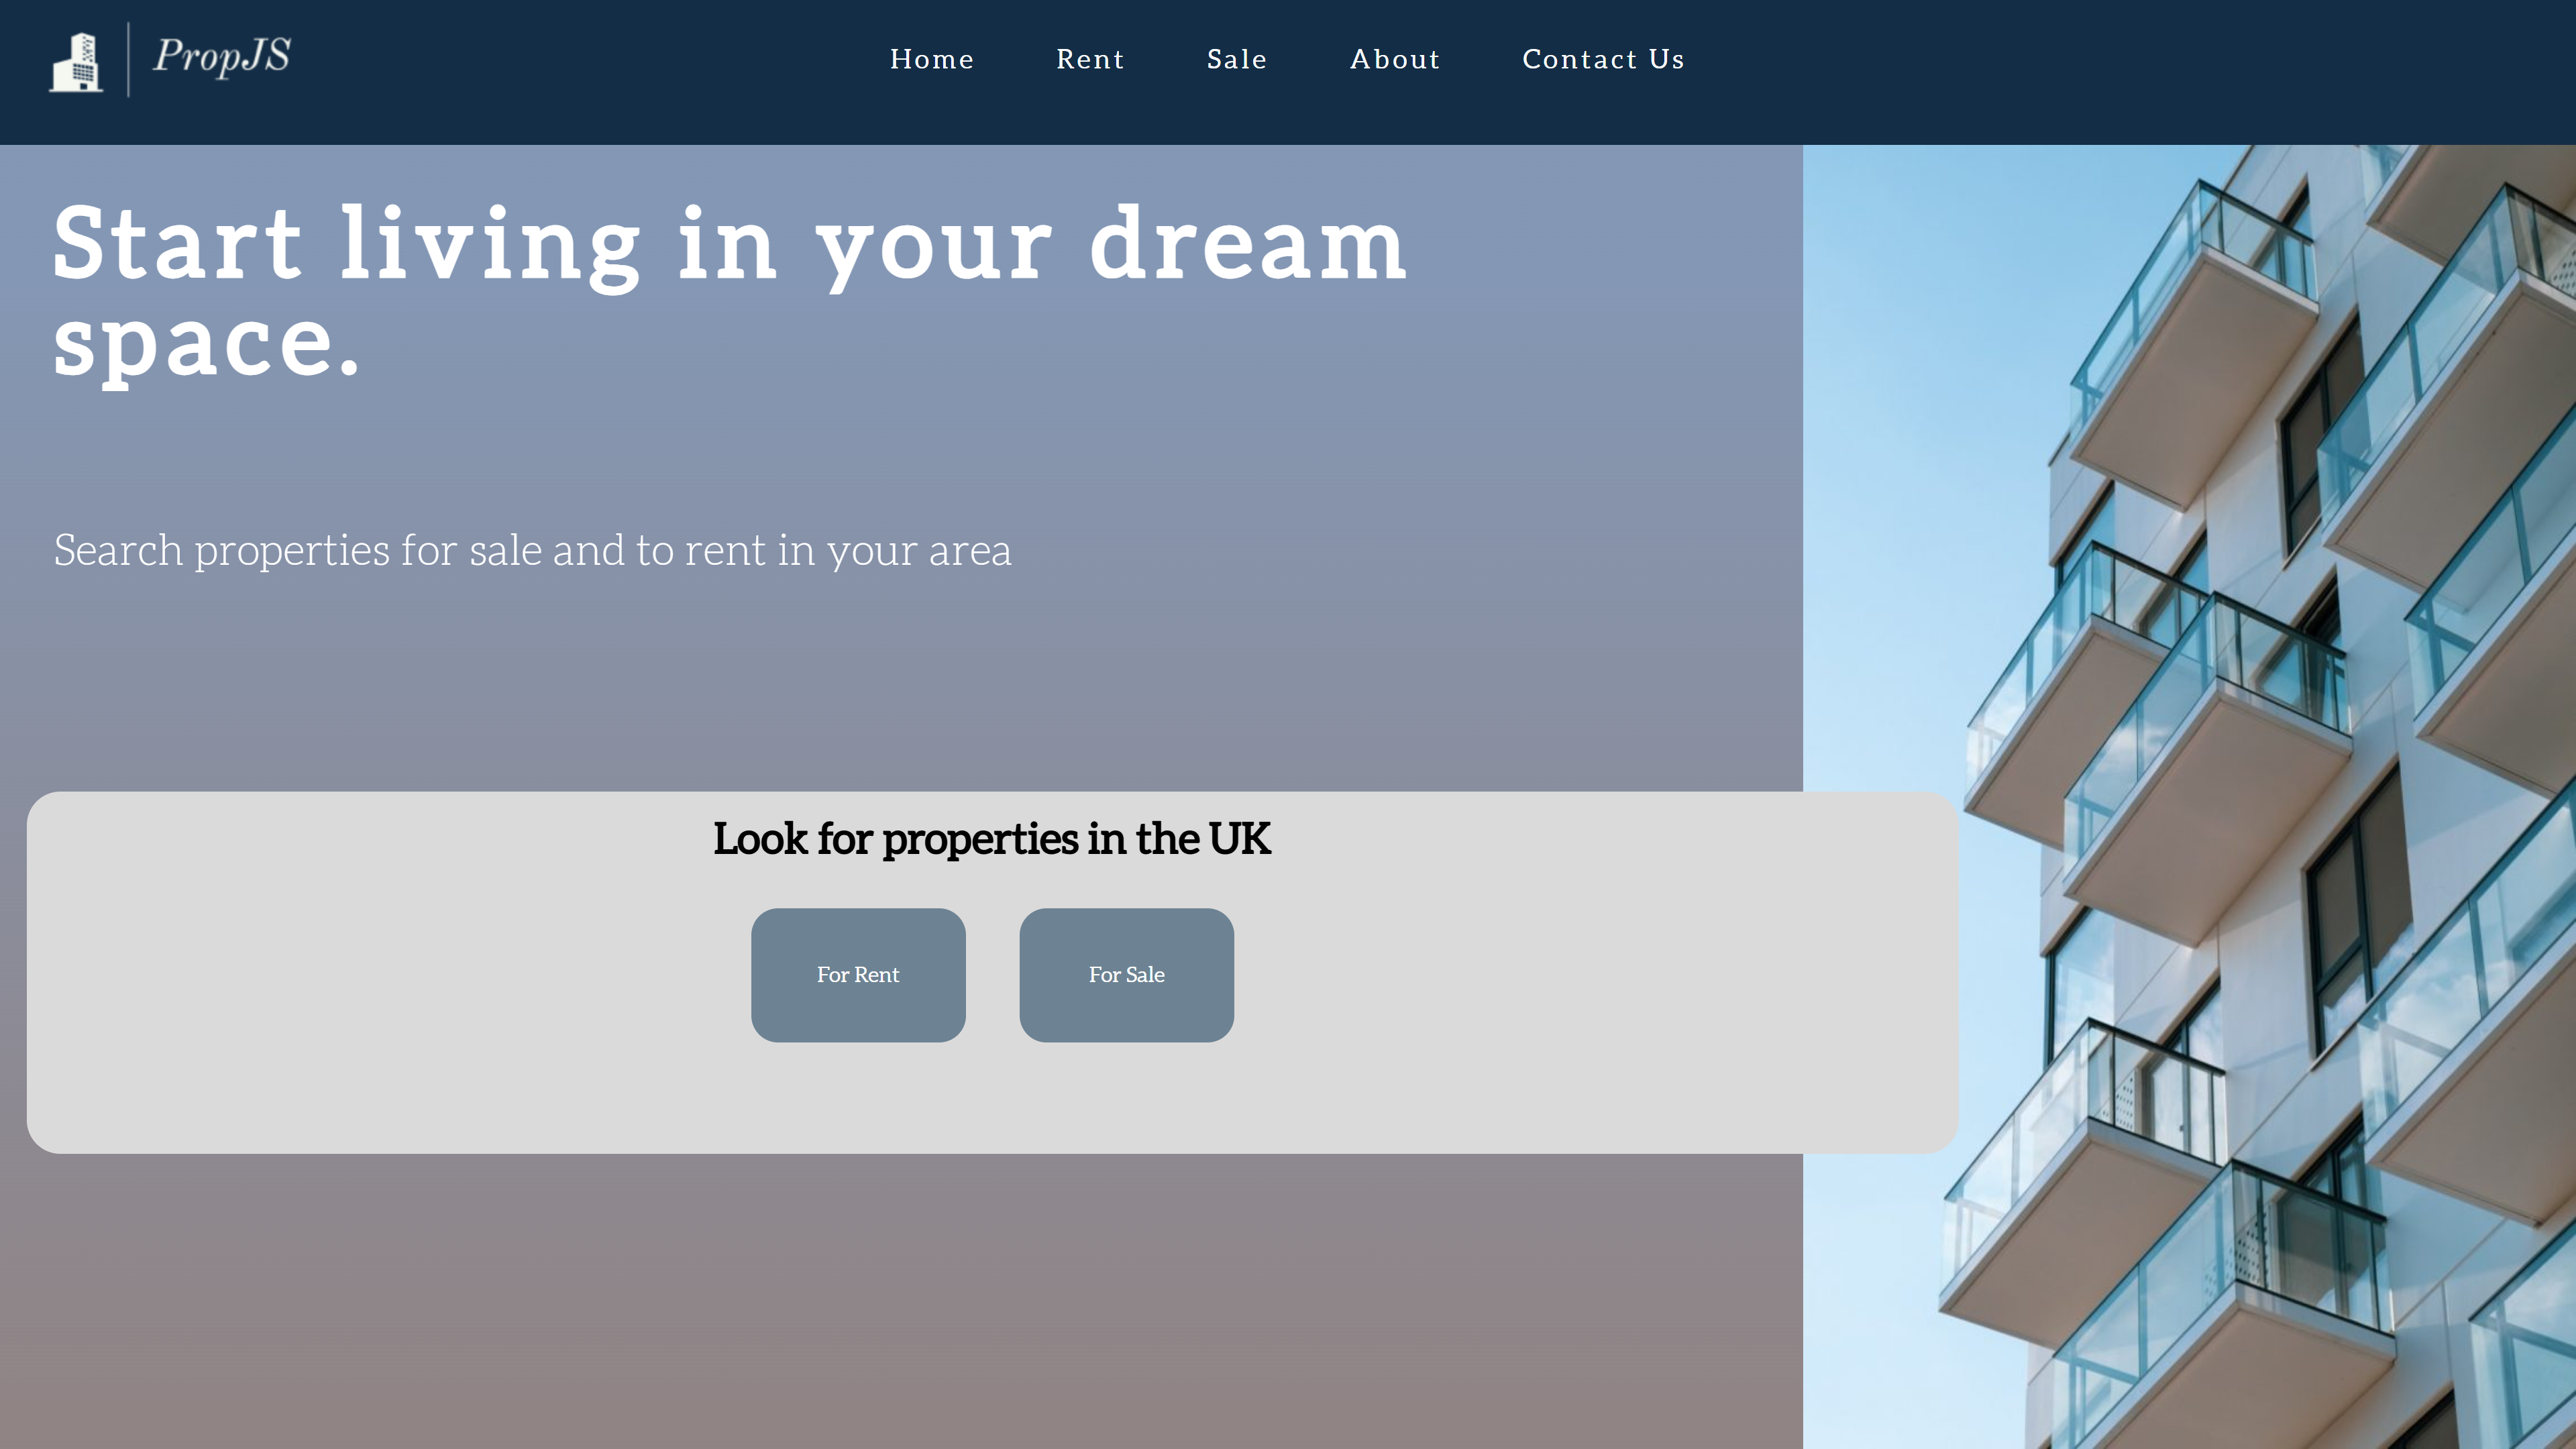 PropJS
Home Rent Sale About Contact Us
Start living in your dream
space.
Search properties for sale and to rent in your area
Look for properties in the UK
For Rent For Sale